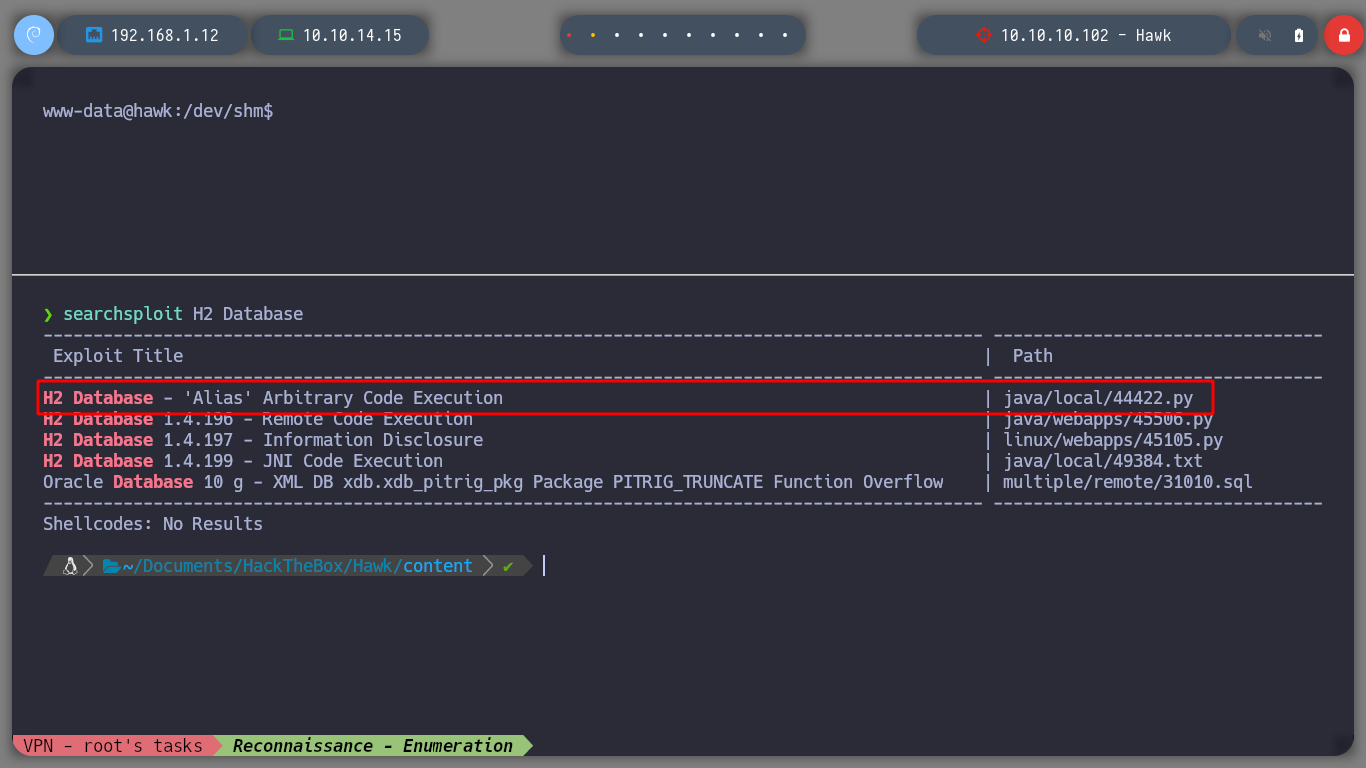 192.168.1.12
10.10.14.15
10.10.10.102 - Hawk
www-data@hawk:/dev/shm$
❯ searchsploit H2 Database
---------------------------------------------------------------------------------------------- ---------------------------------
Exploit Title | Path
---------------------------------------------------------------------------------------------- ---------------------------------
H2 Database - 'Alias' Arbitrary Code Execution | java/local/44422.py
H2 Database 1.4.196 - Remote Code Execution | java/webapps/45506.py
H2 Database 1.4.197 - Information Disclosure | linux/webapps/45105.py
H2 Database 1.4.199 - JNI Code Execution | java/local/49384.txt
Oracle Database 10 g - XML DB xdb.xdb_pitrig_pkg Package PITRIG_TRUNCATE Function Overflow | multiple/remote/31010.sql
---------------------------------------------------------------------------------------------- ---------------------------------
Shellcodes: No Results
~/Documents/HackTheBox/Hawk/content ✔
VPN - root's tasks Reconnaissance - Enumeration